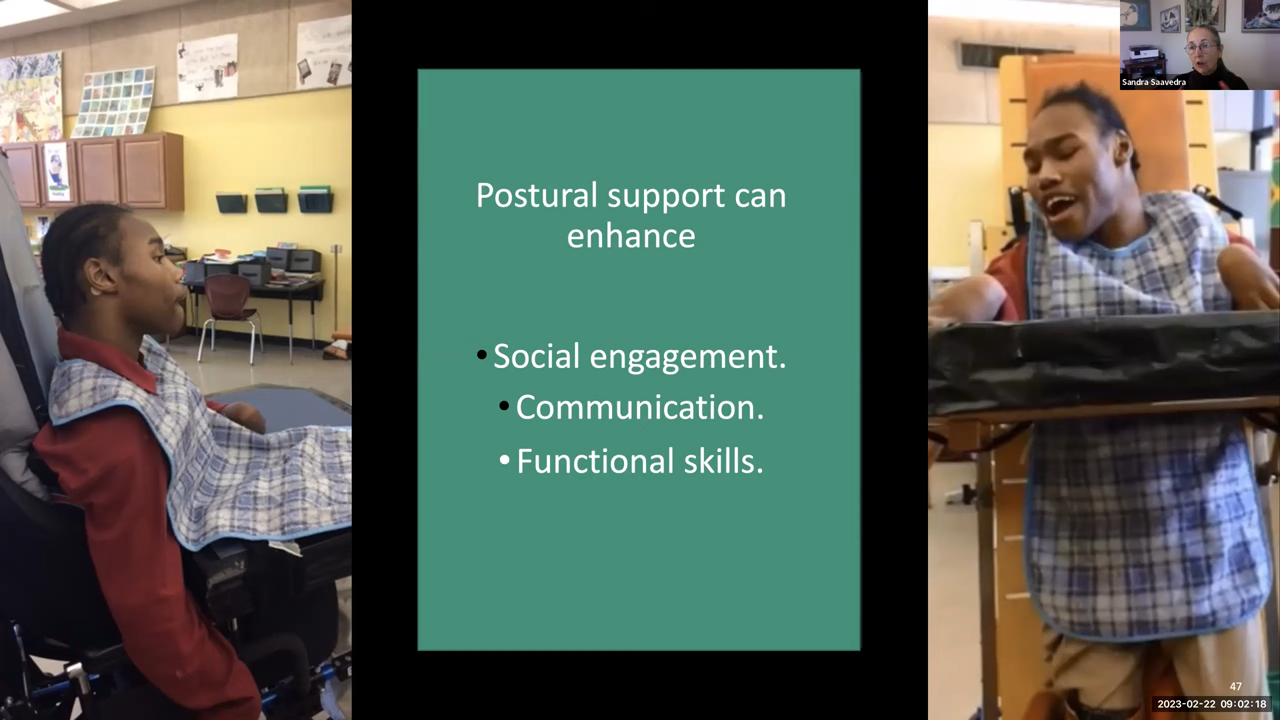 Sandra Saavedra
Postural support can
enhance
• Social engagement.
• Communication.
• Functional skills.
47
2023-02-22 09:02:18